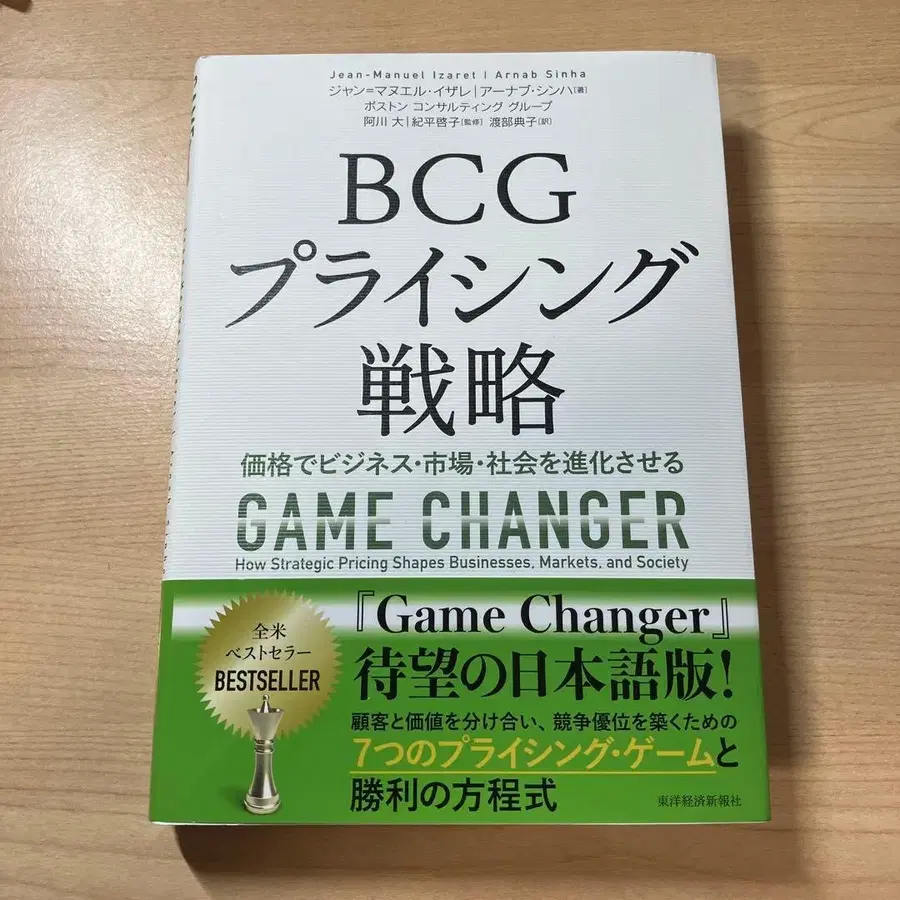 Jean-Manuel Izaret | Arnab Sinha
ジャン=マヌエル・イザレ|アーナブ・シンハ[著]
ボストン コンサルティング グループ
阿川 大|紀平啓子[監修] 渡部典子[訳]
BCG
プライシング
戦略
価格でビジネス・市場・社会を進化させる
GAME CHANGER
How Strategic Pricing Shapes Businesses, Markets, and Society
全米
ベストセラー
BESTSELLER
『Game Changer』
待望の日本語版!
顧客と価値を分け合い、競争優位を築くための
7つのプライシング・ゲームと
勝利の方程式
東洋経済新報社